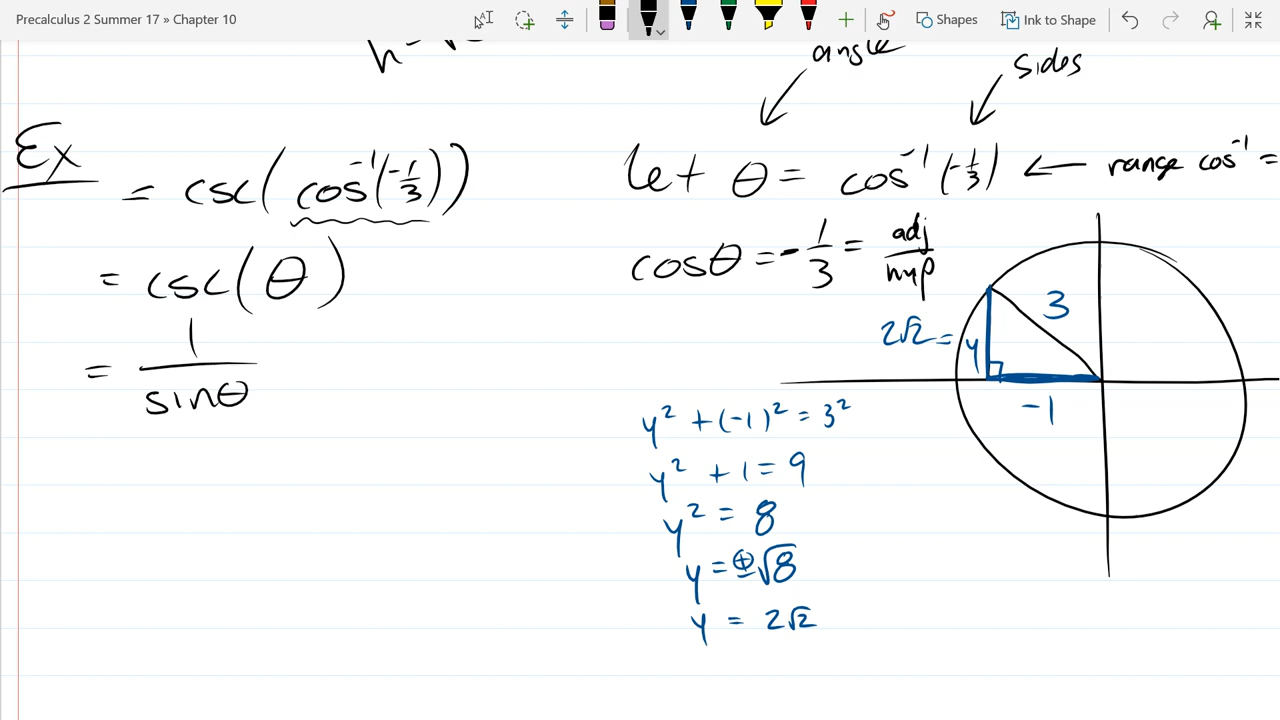 Precalculus 2 Summer 17 » Chapter 10
Shapes
Ink to Shape
angle
sides
Ex
= csc(cos⁻¹(-1/3))
= csc(θ)
= 1/sinθ
let θ = cos⁻¹(-1/3) ← range cos⁻¹ =
cosθ = -1/3 = adj/hyp
3
2√2 = y
-1
y² + (-1)² = 3²
y² + 1 = 9
y² = 8
y = ±√8
y = 2√2